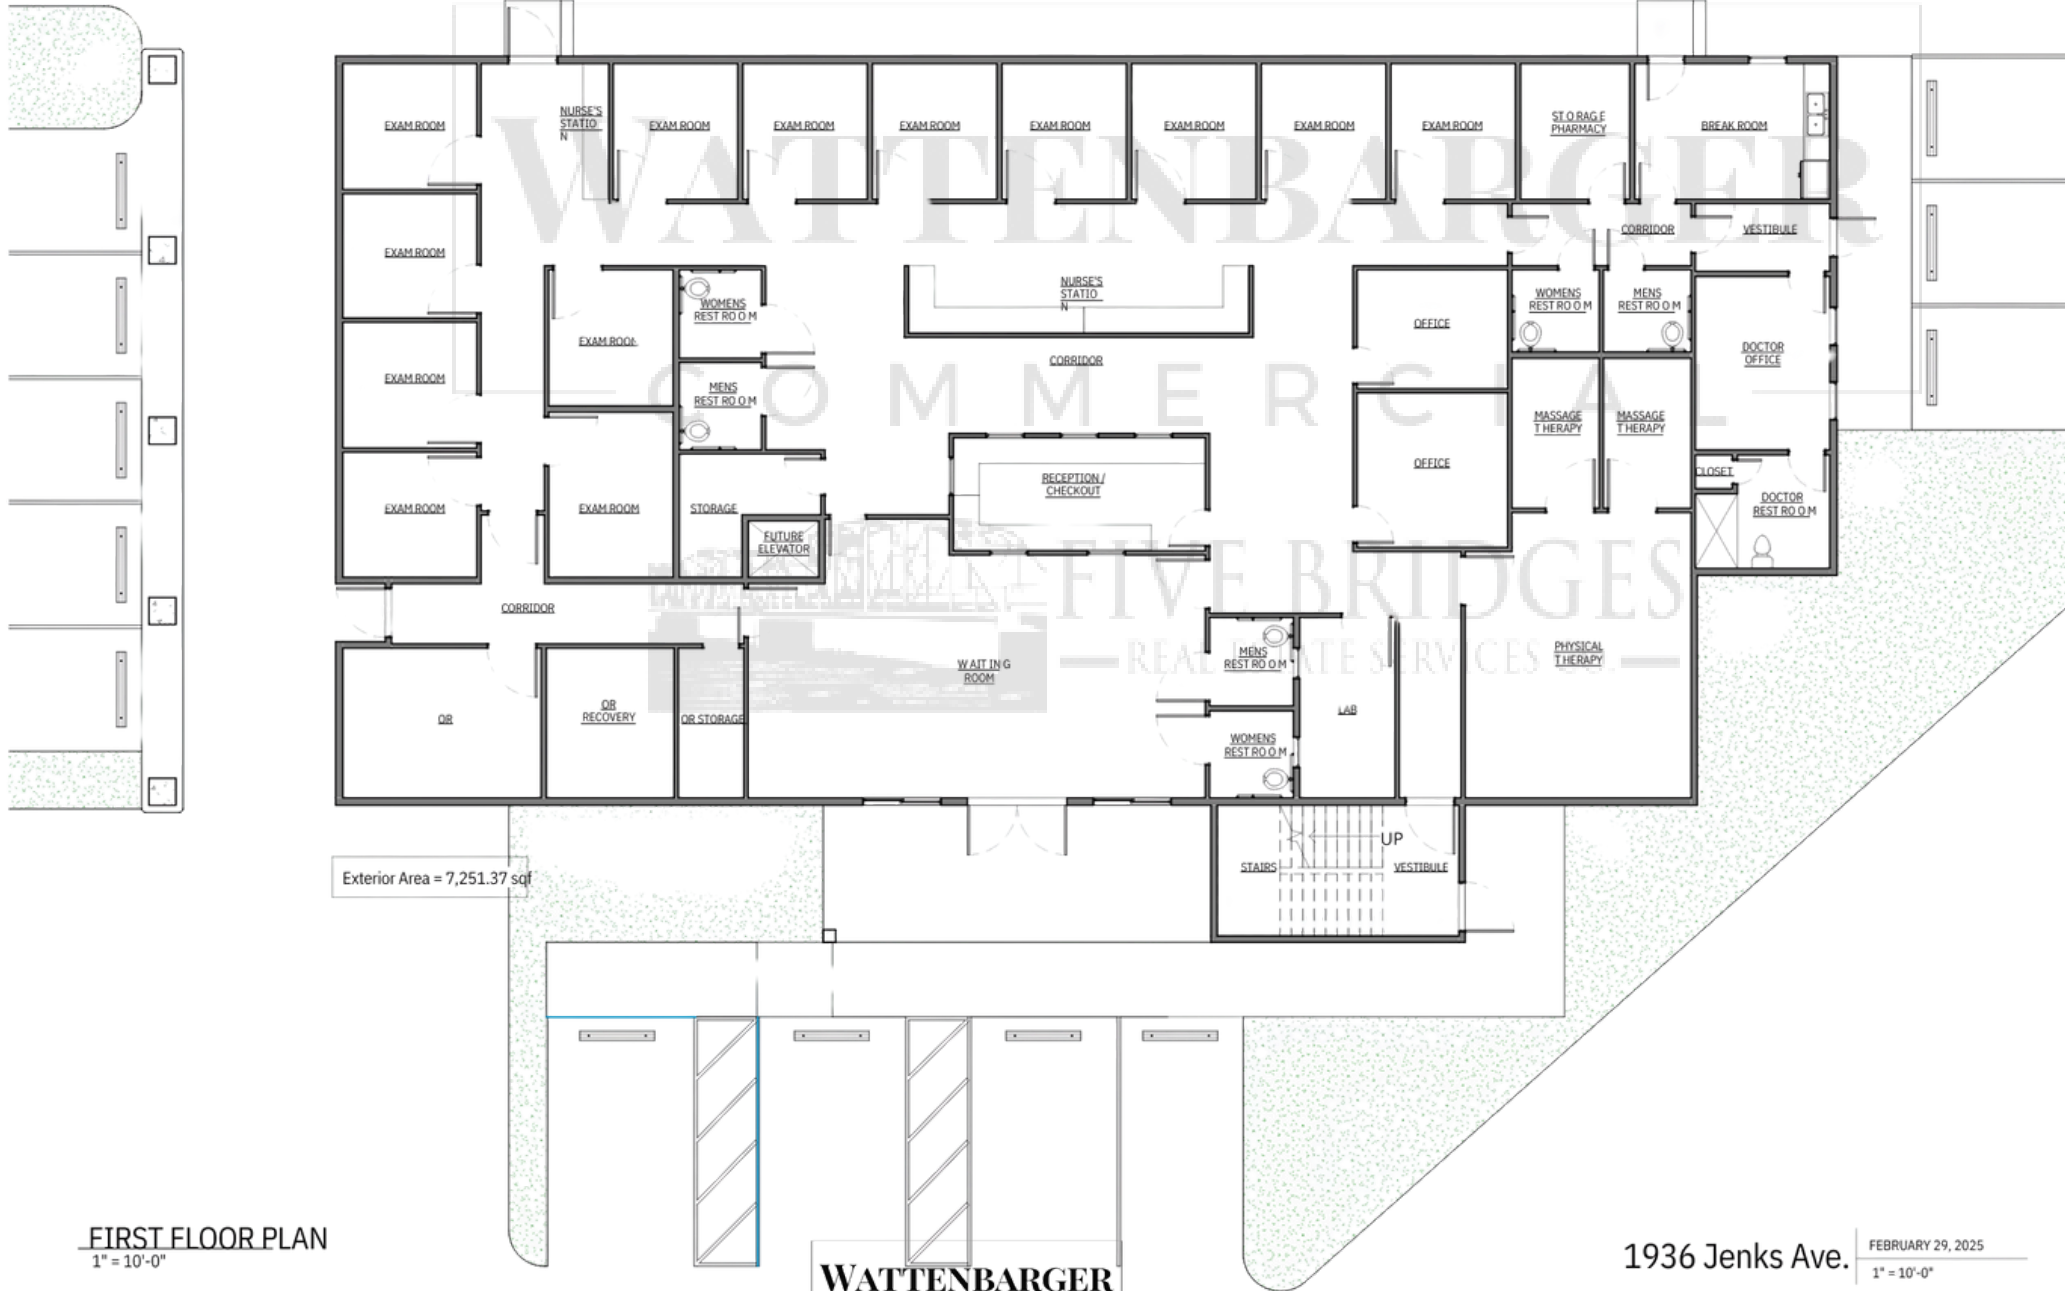 EXAM ROOM
NURSE'S
STATIO
N
EXAM ROOM
EXAM ROOM
EXAM ROOM
EXAM ROOM
EXAM ROOM
EXAM ROOM
EXAM ROOM
ST O RAG E
PHARMACY
BREAK ROOM
WATTENBARGER
COMMERCIAL
EXAM ROOM
CORRIDOR
VESTIBULE
NURSE'S
STATIO
N
WOMENS
REST RO O M
EXAM ROOM
OFFICE
WOMENS
REST RO O M
MENS
REST RO O M
DOCTOR
OFFICE
CORRIDOR
EXAM ROOM
MENS
REST RO O M
MASSAGE
T HERAPY
MASSAGE
T HERAPY
OFFICE
CLOSET
RECEPTION /
CHECKOUT
EXAM ROOM
EXAM ROOM
STORAGE
DOCTOR
REST RO O M
FUTURE
ELEVATOR
FIVE BRIDGES
REAL ESTATE SERVICES CO.
CORRIDOR
WAITING
ROOM
MENS
REST RO O M
PHYSICAL
T HERAPY
OR
OR
RECOVERY
OR STORAGE
LAB
WOMENS
REST RO O M
UP
STAIRS
VESTIBULE
Exterior Area = 7,251.37 sqf
FIRST FLOOR PLAN
1" = 10'-0"
WATTENBARGER
1936 Jenks Ave.
FEBRUARY 29, 2025
1" = 10'-0"